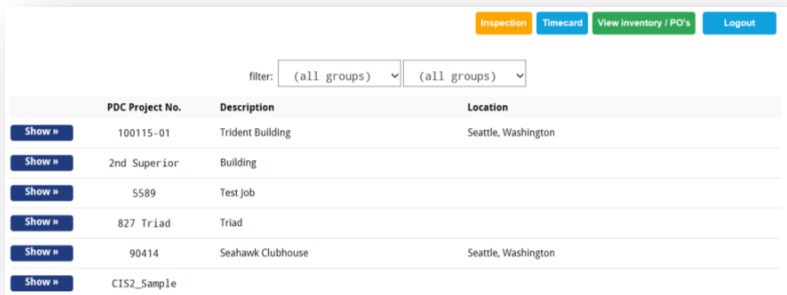 Inspection Timecard View inventory / PO's Logout
filter: (all groups) (all groups)
PDC Project No. Description Location
Show » 100115-01 Trident Building Seattle, Washington
Show » 2nd Superior Building
Show » 5589 Test Job
Show » 827 Triad Triad
Show » 90414 Seahawk Clubhouse Seattle, Washington
Show » CIS2_Sample